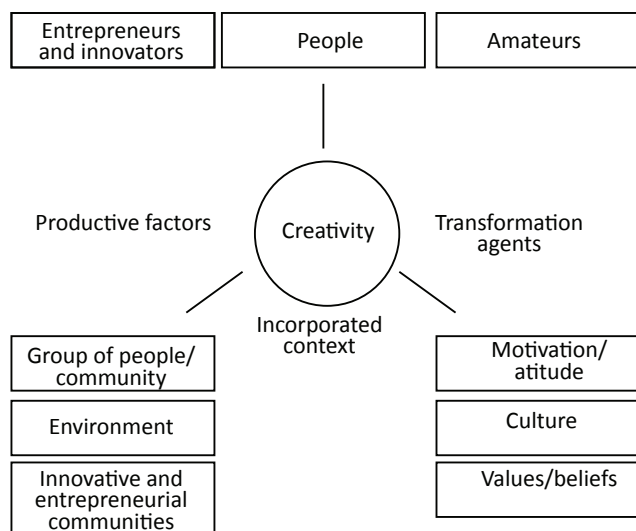 Entrepreneurs
and innovators
People
Amateurs
Productive factors
Creativity
Transformation
agents
Incorporated
context
Group of people/
community
Motivation/
atitude
Environment
Culture
Innovative and
entrepreneurial
communities
Values/beliefs